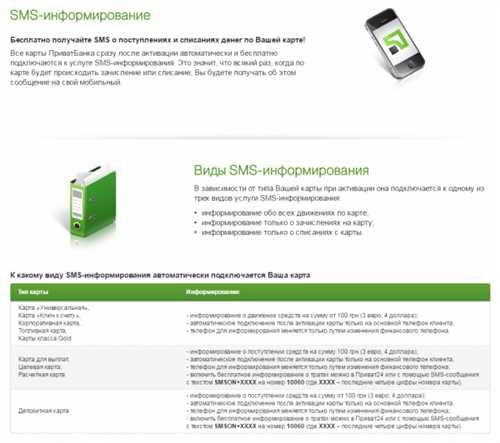 SMS-информирование
Бесплатно получайте SMS о поступлениях и списаниях денег по Вашей карте!
Все карты ПриватБанка сразу после активации автоматически и бесплатно
подключаются к услуге SMS-информирования. Это значит, что всякий раз, когда по
карте будет происходить зачисление или списание, Вы будете получать об этом
сообщение на свой мобильный.
Виды SMS-информирования
В зависимости от типа Вашей карты при активации она подключается к одному из
трех видов услуги SMS-информирования:
• информирование обо всех движениях по карте;
• информирование только о зачислениях на карту;
• информирование только о списаниях с карты.
К какому виду SMS-информирования автоматически подключается Ваша карта
Тип карты Информирование
Карта «Универсальная»,
Карта «Ключ к счету»,
Корпоративная карта,
Топливная карта,
Карты класса Gold
- информирование о движении средств на сумму от 100 грн (3 евро, 4 доллара);
- автоматическое подключение после активации карты только на основной телефон клиента;
- телефон для информирования меняется только путем изменения финансового телефона.
Карта для выплат.
Целевая карта.
Расчетная карта.
- информирование о поступлении средств на сумму от 100 грн (3 евро, 4 доллара);
- автоматическое подключение после активации карты только на основной телефон клиента;
- телефон для информирования меняется только путем изменения финансового телефона;
- включить бесплатное информирование о тратах можно в Приват24 или с помощью SMS-сообщения
с текстом SMSON+XXXX на номер 10060 (где XXXX – последние четыре цифры номера карты).
Депозитная карта
- информирование о поступлении средств на сумму от 100 грн (3 евро, 4 доллара);
- автоматическое подключение после активации карты только на основной телефон клиента;
- телефон для информирования меняется только путем изменения финансового телефона;
- включить бесплатное информирование о тратах можно в Приват24 или с помощью SMS-сообщения
с текстом SMSON+XXXX на номер 10060 (где XXXX – последние четыре цифры номера карты).